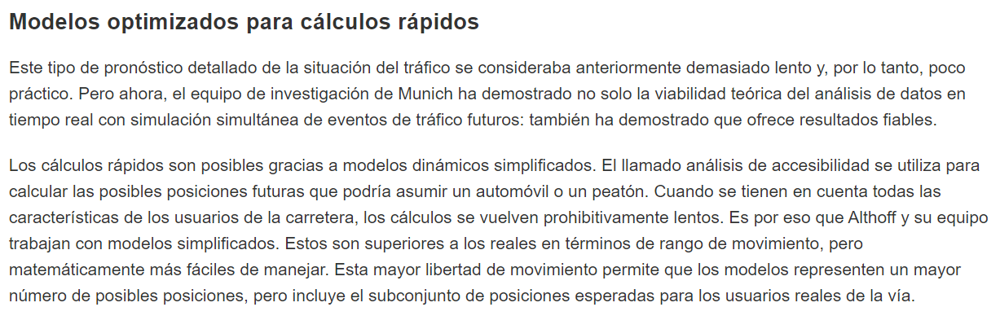 Modelos optimizados para cálculos rápidos
Este tipo de pronóstico detallado de la situación del tráfico se consideraba anteriormente demasiado lento y, por lo tanto, poco
práctico. Pero ahora, el equipo de investigación de Munich ha demostrado no solo la viabilidad teórica del análisis de datos en
tiempo real con simulación simultánea de eventos de tráfico futuros: también ha demostrado que ofrece resultados fiables.
Los cálculos rápidos son posibles gracias a modelos dinámicos simplificados. El llamado análisis de accesibilidad se utiliza para
calcular las posibles posiciones futuras que podría asumir un automóvil o un peatón. Cuando se tienen en cuenta todas las
características de los usuarios de la carretera, los cálculos se vuelven prohibitivamente lentos. Es por eso que Althoff y su equipo
trabajan con modelos simplificados. Estos son superiores a los reales en términos de rango de movimiento, pero
matemáticamente más fáciles de manejar. Esta mayor libertad de movimiento permite que los modelos representen un mayor
número de posibles posiciones, pero incluye el subconjunto de posiciones esperadas para los usuarios reales de la vía.